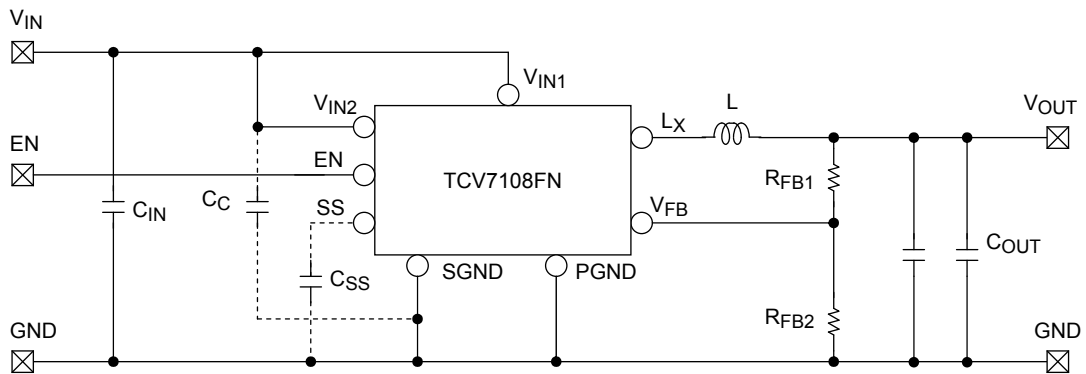 VIN
VIN1
VIN2
LX
L
VOUT
EN
EN
TCV7108FN
RFB1
CIN
CC
SS
VFB
CSS
SGND
PGND
COUT
RFB2
GND
GND